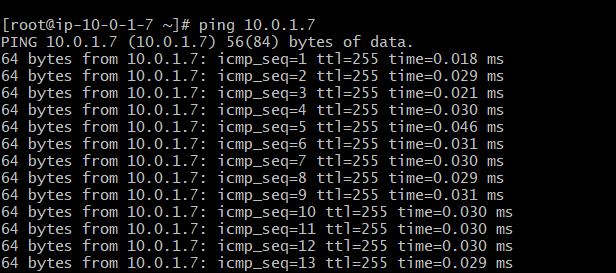 [root@ip-10-0-1-7 ~]# ping 10.0.1.7
PING 10.0.1.7 (10.0.1.7) 56(84) bytes of data.
64 bytes from 10.0.1.7: icmp_seq=1 ttl=255 time=0.018 ms
64 bytes from 10.0.1.7: icmp_seq=2 ttl=255 time=0.029 ms
64 bytes from 10.0.1.7: icmp_seq=3 ttl=255 time=0.021 ms
64 bytes from 10.0.1.7: icmp_seq=4 ttl=255 time=0.030 ms
64 bytes from 10.0.1.7: icmp_seq=5 ttl=255 time=0.046 ms
64 bytes from 10.0.1.7: icmp_seq=6 ttl=255 time=0.031 ms
64 bytes from 10.0.1.7: icmp_seq=7 ttl=255 time=0.030 ms
64 bytes from 10.0.1.7: icmp_seq=8 ttl=255 time=0.029 ms
64 bytes from 10.0.1.7: icmp_seq=9 ttl=255 time=0.031 ms
64 bytes from 10.0.1.7: icmp_seq=10 ttl=255 time=0.030 ms
64 bytes from 10.0.1.7: icmp_seq=11 ttl=255 time=0.030 ms
64 bytes from 10.0.1.7: icmp_seq=12 ttl=255 time=0.030 ms
64 bytes from 10.0.1.7: icmp_seq=13 ttl=255 time=0.029 ms